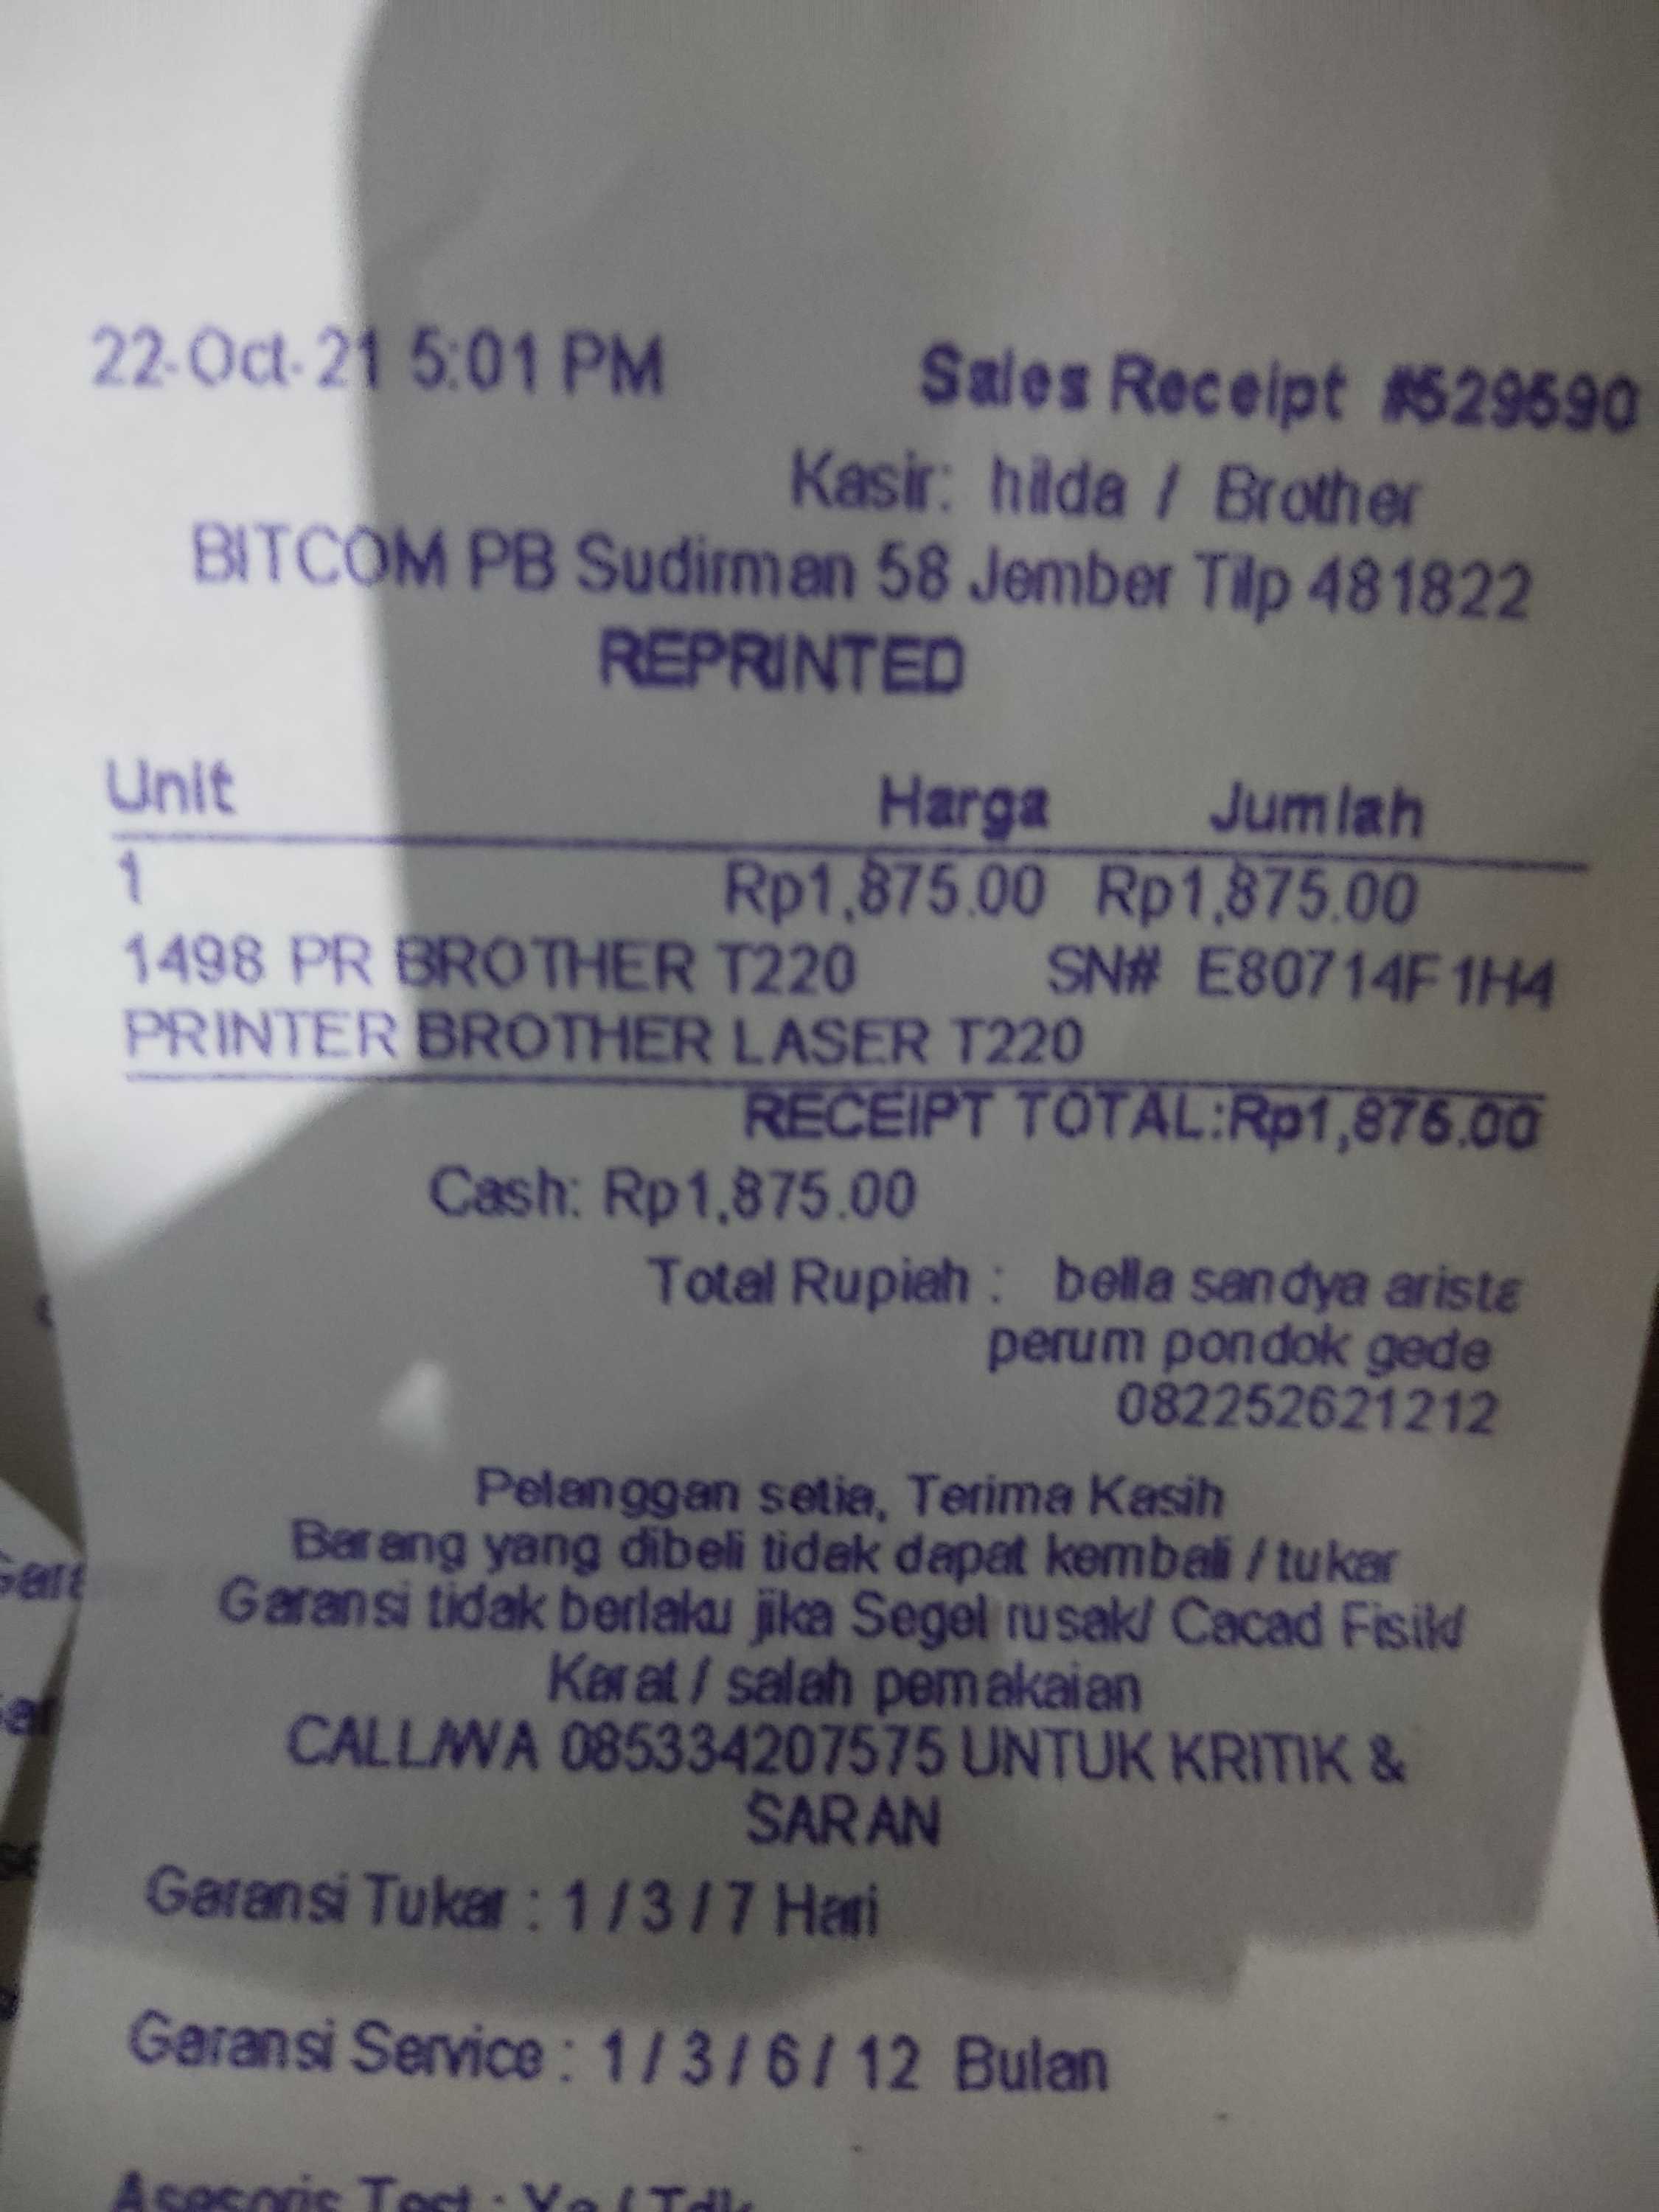 22-Oct-21 5:01 PM Sales Receipt #529590
Kasir: hilda / Brother
BITCOM PB Sudirman 58 Jember Tilp 481822
REPRINTED
Unit Harga Jumlah
1 Rp1,875.00 Rp1,875.00
1498 PR BROTHER T220 SN# E80714F1H4
PRINTER BROTHER LASER T220
RECEIPT TOTAL:Rp1,875.00
Cash: Rp1,875.00
Total Rupiah : bella sandya arista
perum pondok gede
082252621212
Pelanggan setia, Terima Kasih
Barang yang dibeli tidak dapat kembali / tukar
Garansi tidak berlaku jika Segel rusak/ Cacad Fisik/
Karat / salah pemakaian
CALL/WA 085334207575 UNTUK KRITIK &
SARAN
Garansi Tukar : 1 / 3 / 7 Hari
Garansi Service : 1 / 3 / 6 / 12 Bulan
Asesoris Test : Ya / Tdk